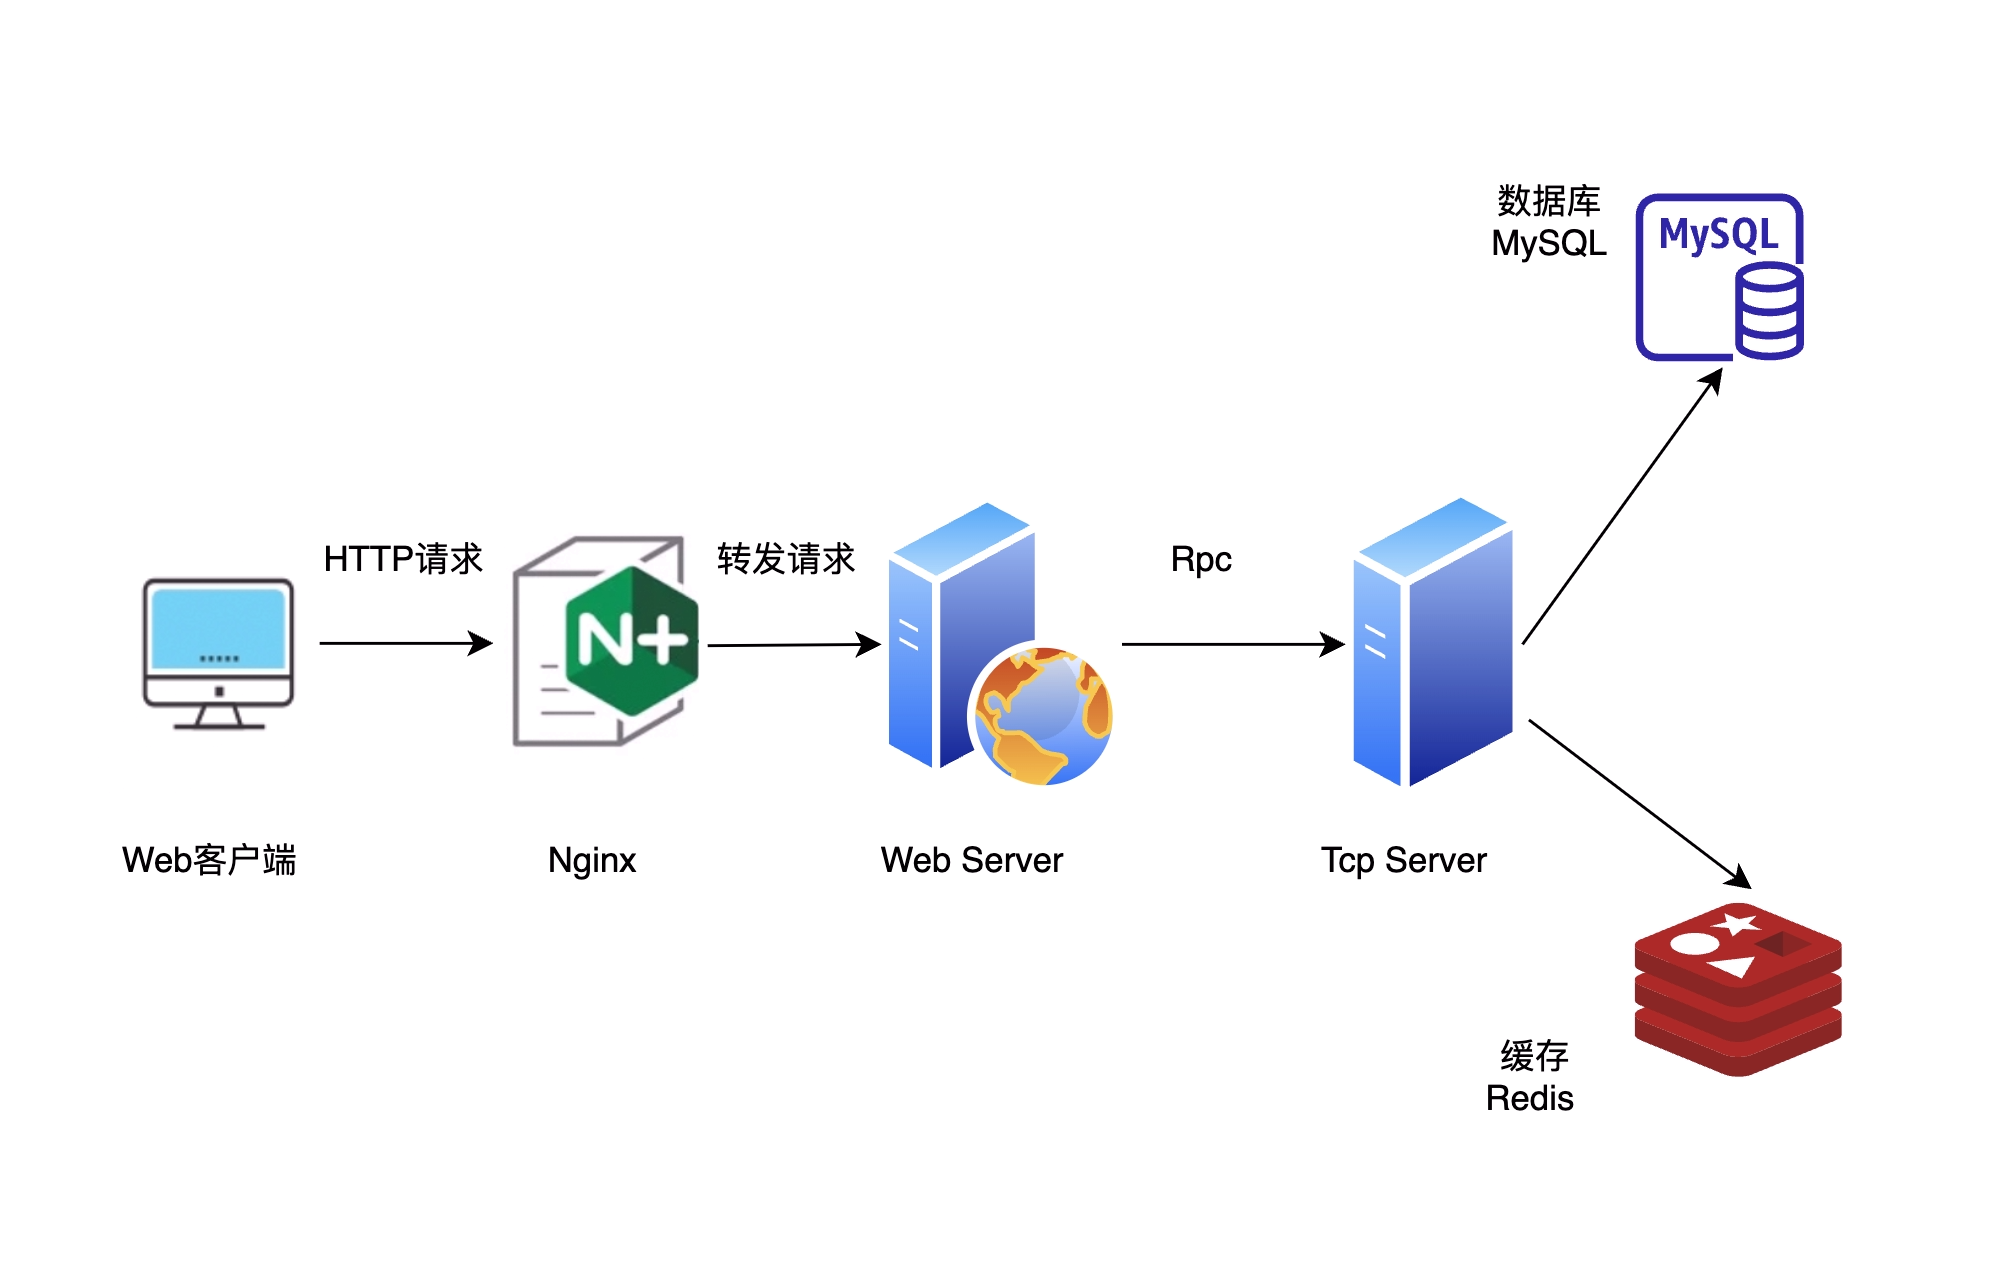 数据库
MySQL
MySQL
HTTP请求
转发请求
Rpc
N+
Web客户端
Nginx
Web Server
Tcp Server
缓存
Redis